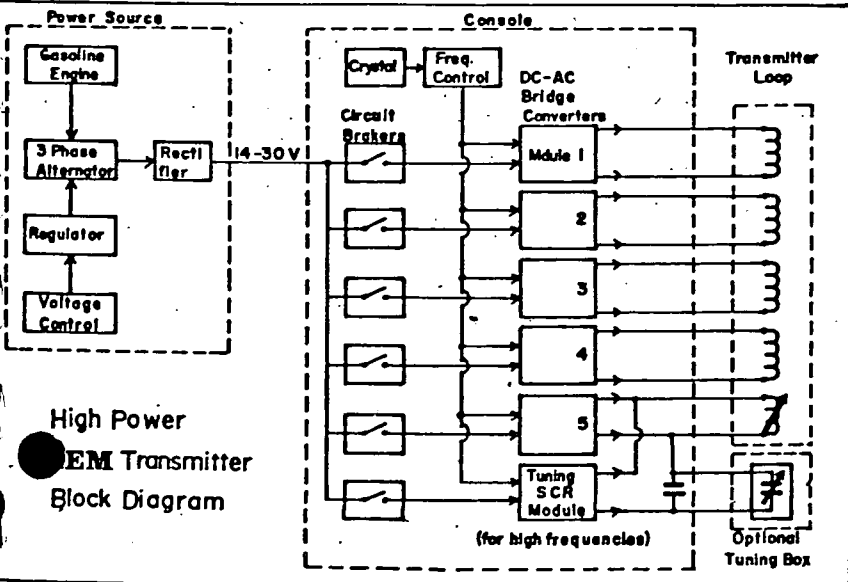 Power Source
Gasoline
Engine
3 Phase
Alternator
Recti
fier
14-30V
Regulator
Voltage
Control
Console
Crystal
Freq.
Control
DC-AC
Bridge
Converters
Circuit
Brakers
Mdule 1
2
3
4
5
Tuning
SCR
Module
(for high frequencies)
Transmitter
Loop
Optional
Tuning Box
High Power
EM Transmitter
Block Diagram